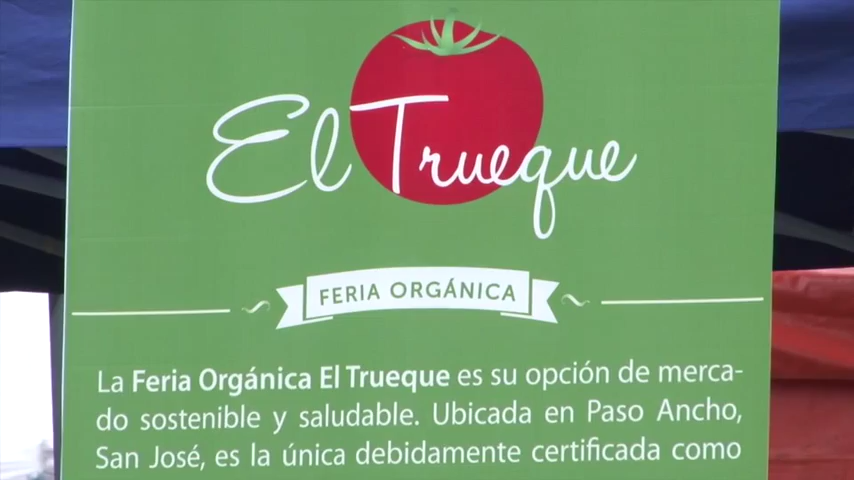 El Trueque
FERIA ORGÁNICA
La Feria Orgánica El Trueque es su opción de merca-
do sostenible y saludable. Ubicada en Paso Ancho,
San José, es la única debidamente certificada como